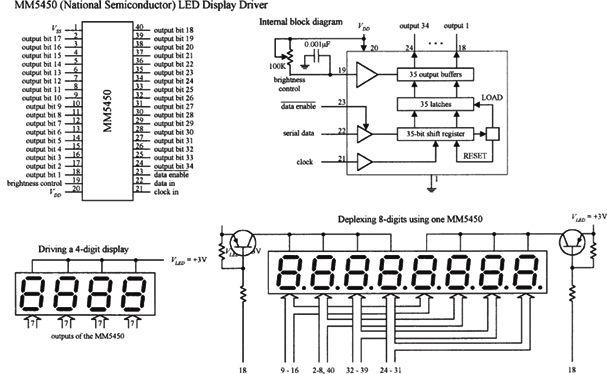 MM5450 (National Semiconductor) LED Display Driver
VSS 1
output bit 17 2
output bit 16 3
output bit 15 4
output bit 14 5
output bit 13 6
output bit 12 7
output bit 11 8
output bit 10 9
output bit 9 10
output bit 8 11
output bit 7 12
output bit 6 13
output bit 5 14
output bit 4 15
output bit 3 16
output bit 2 17
output bit 1 18
brightness control 19
VDD 20
MM5450
40 output bit 18
39 output bit 19
38 output bit 20
37 output bit 21
36 output bit 22
35 output bit 23
34 output bit 24
33 output bit 25
32 output bit 26
31 output bit 27
30 output bit 28
29 output bit 29
28 output bit 30
27 output bit 31
26 output bit 32
25 output bit 33
24 output bit 34
23 data enable
22 data in
21 clock in
Internal block diagram
VDD
output 34 output 1
0.001μF
20 24 18
100K
19
brightness
control
35 output buffers
LOAD
data enable 23
35 latches
serial data 22
35-bit shift register
clock 21
RESET
1
Driving a 4-digit display
VLED = +3V
7 7 7 7
outputs of the MM5450
Deplexing 8-digits using one MM5450
VLED = +3V
18 9 - 16 2-8, 40 32 - 39 24 - 31 18